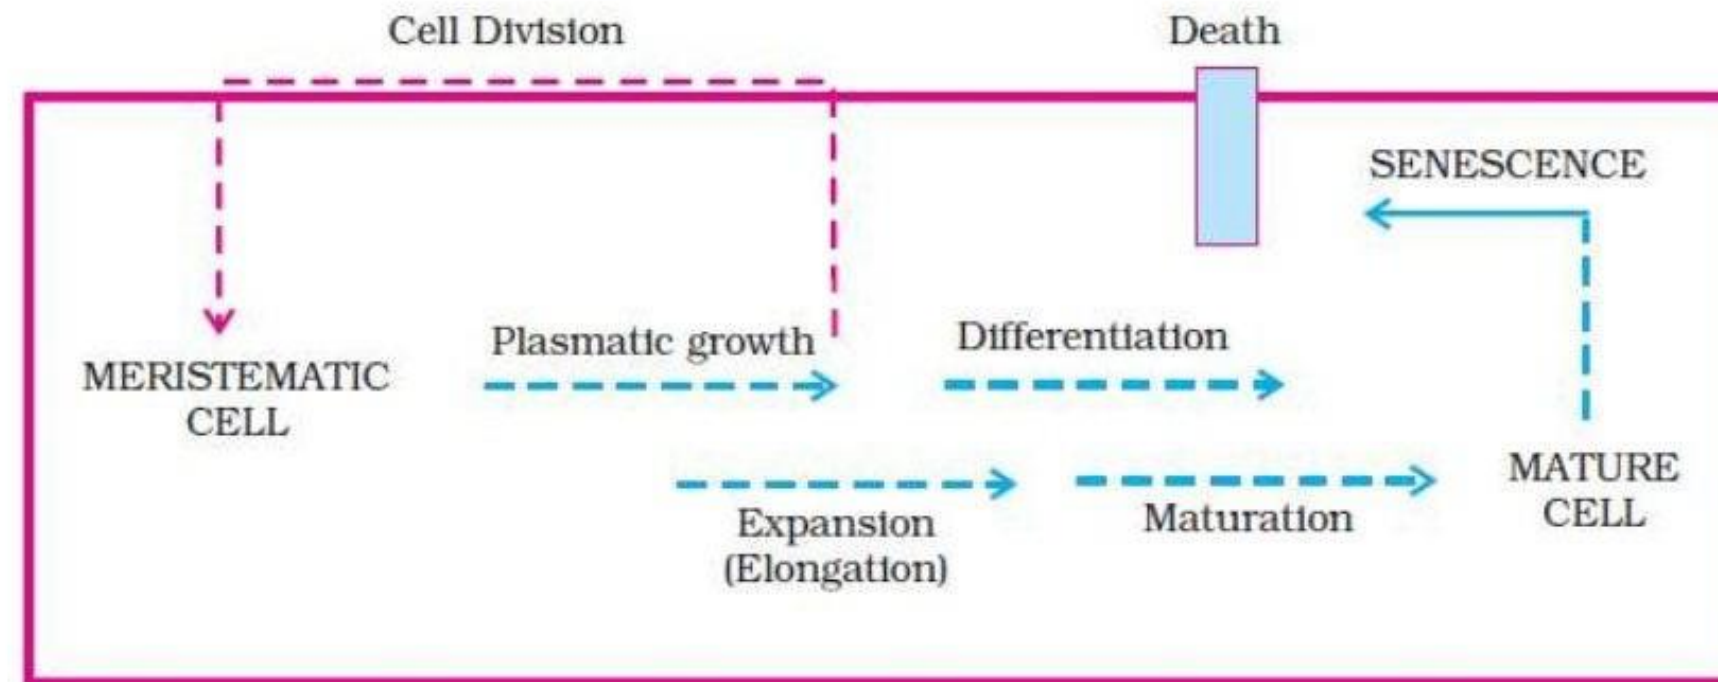 Cell Division
Death
SENESCENCE
Plasmatic growth
Differentiation
MERISTEMATIC
CELL
Expansion
(Elongation)
Maturation
MATURE
CELL